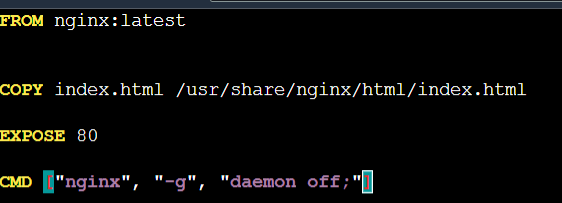 FROM nginx:latest
COPY index.html /usr/share/nginx/html/index.html
EXPOSE 80
CMD ["nginx", "-g", "daemon off;"]